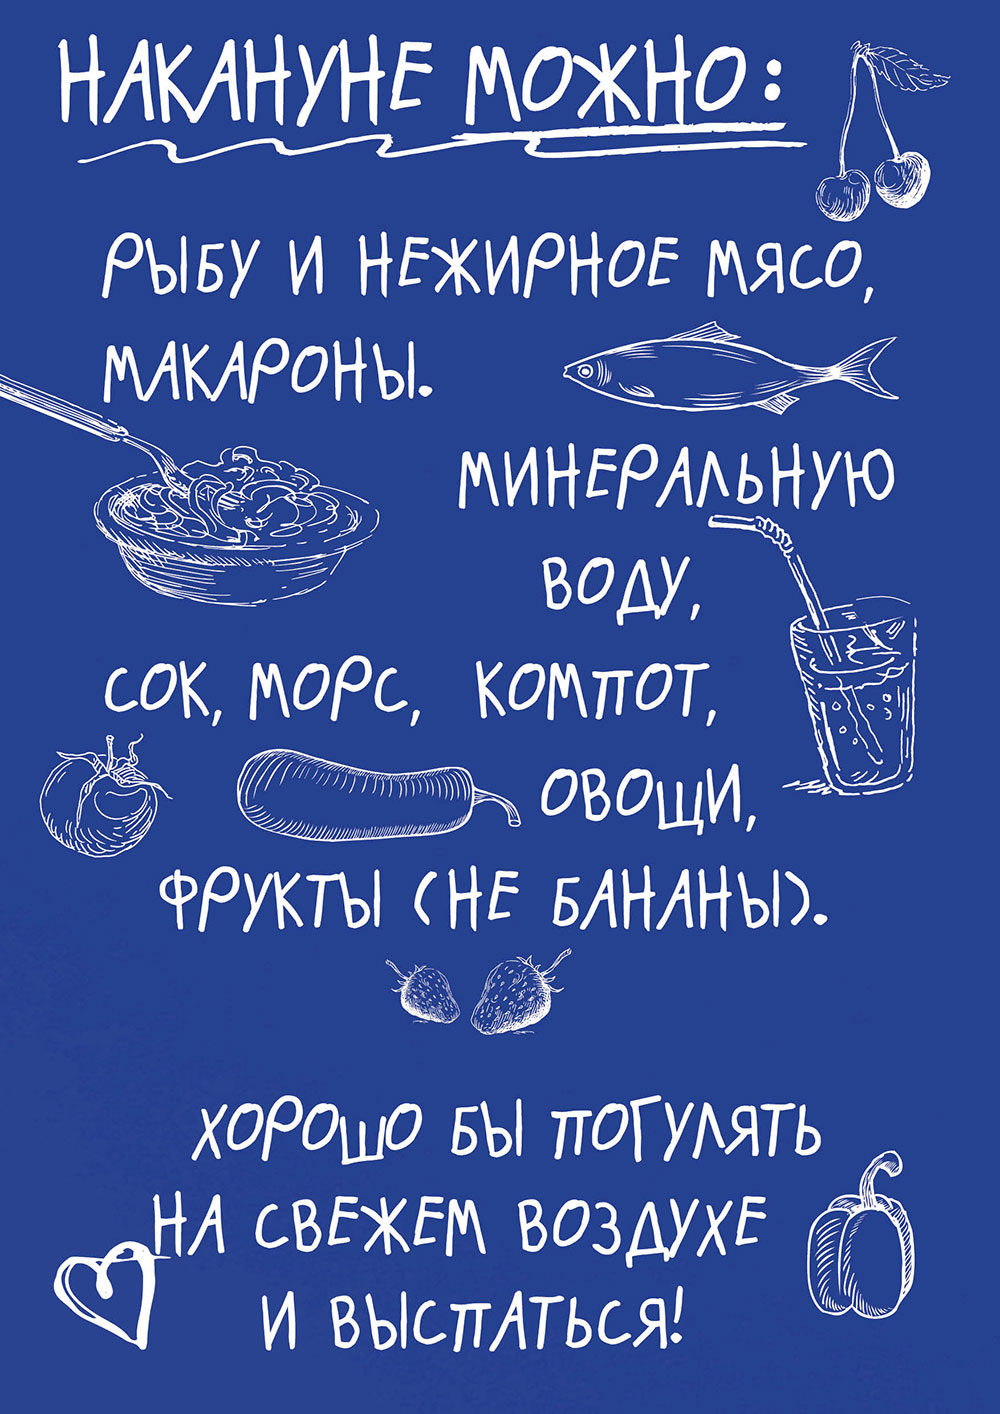 НАКАНУНЕ МОЖНО:
РЫБУ И НЕЖИРНОЕ МЯСО,
МАКАРОНЫ.
МИНЕРАЛЬНУЮ
ВОДУ,
СОК, МОРС, КОМПОТ,
ОВОЩИ,
ФРУКТЫ (НЕ БАНАНЫ).
ХОРОШО БЫ ПОГУЛЯТЬ
НА СВЕЖЕМ ВОЗДУХЕ
И ВЫСПАТЬСЯ!